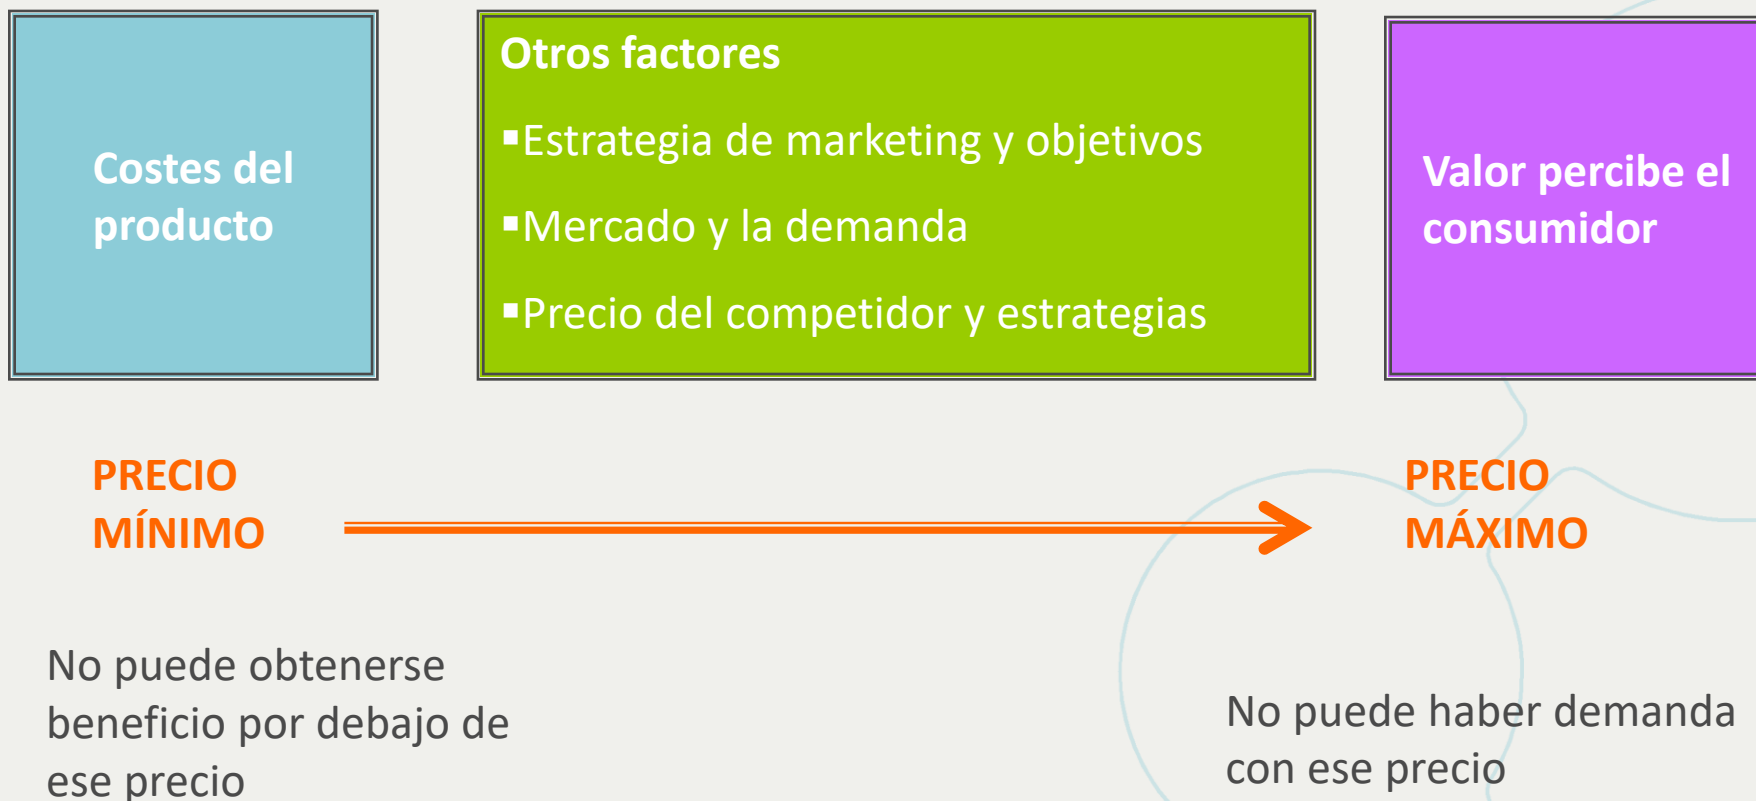 Costes del
producto
Otros factores
▪Estrategia de marketing y objetivos
▪Mercado y la demanda
▪Precio del competidor y estrategias
Valor percibe el
consumidor
PRECIO
MÍNIMO
PRECIO
MÁXIMO
No puede obtenerse
beneficio por debajo de
ese precio
No puede haber demanda
con ese precio